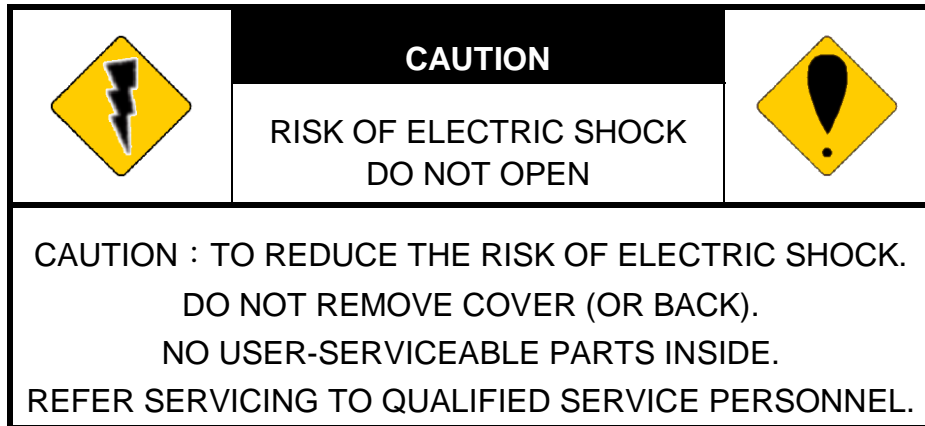 CAUTION
RISK OF ELECTRIC SHOCK
DO NOT OPEN
CAUTION：TO REDUCE THE RISK OF ELECTRIC SHOCK.
DO NOT REMOVE COVER (OR BACK).
NO USER-SERVICEABLE PARTS INSIDE.
REFER SERVICING TO QUALIFIED SERVICE PERSONNEL.